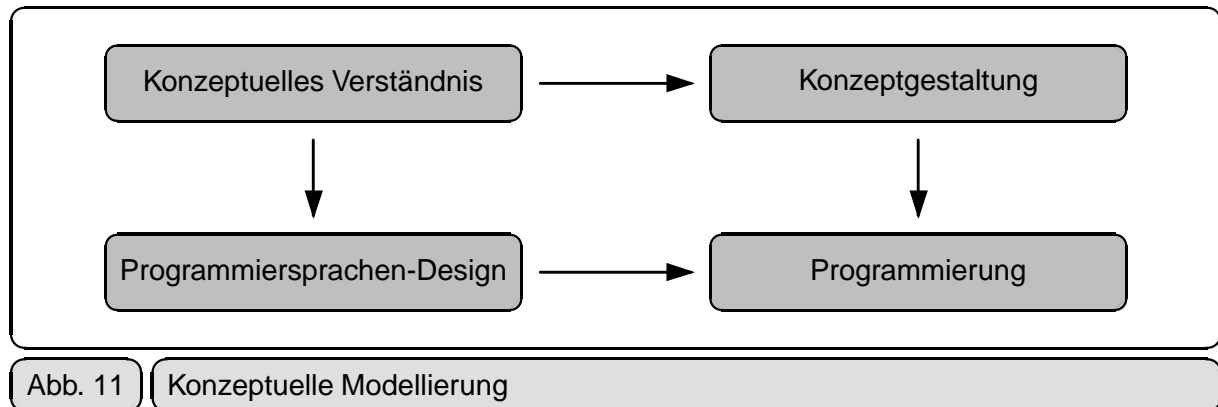 Konzeptuelles Verständnis
Konzeptgestaltung
Programmiersprachen-Design
Programmierung
Abb. 11
Konzeptuelle Modellierung